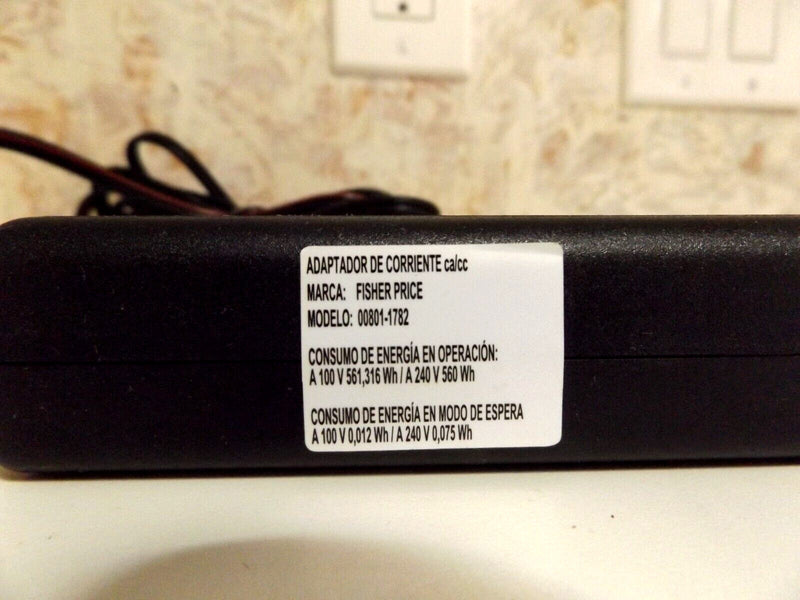 ADAPTADOR DE CORRIENTE ca/cc
MARCA: FISHER PRICE
MODELO: 00801-1782
CONSUMO DE ENERGÍA EN OPERACIÓN:
A 100 V 561,316 Wh / A 240 V 560 Wh
CONSUMO DE ENERGÍA EN MODO DE ESPERA
A 100 V 0,012 Wh / A 240 V 0,075 Wh